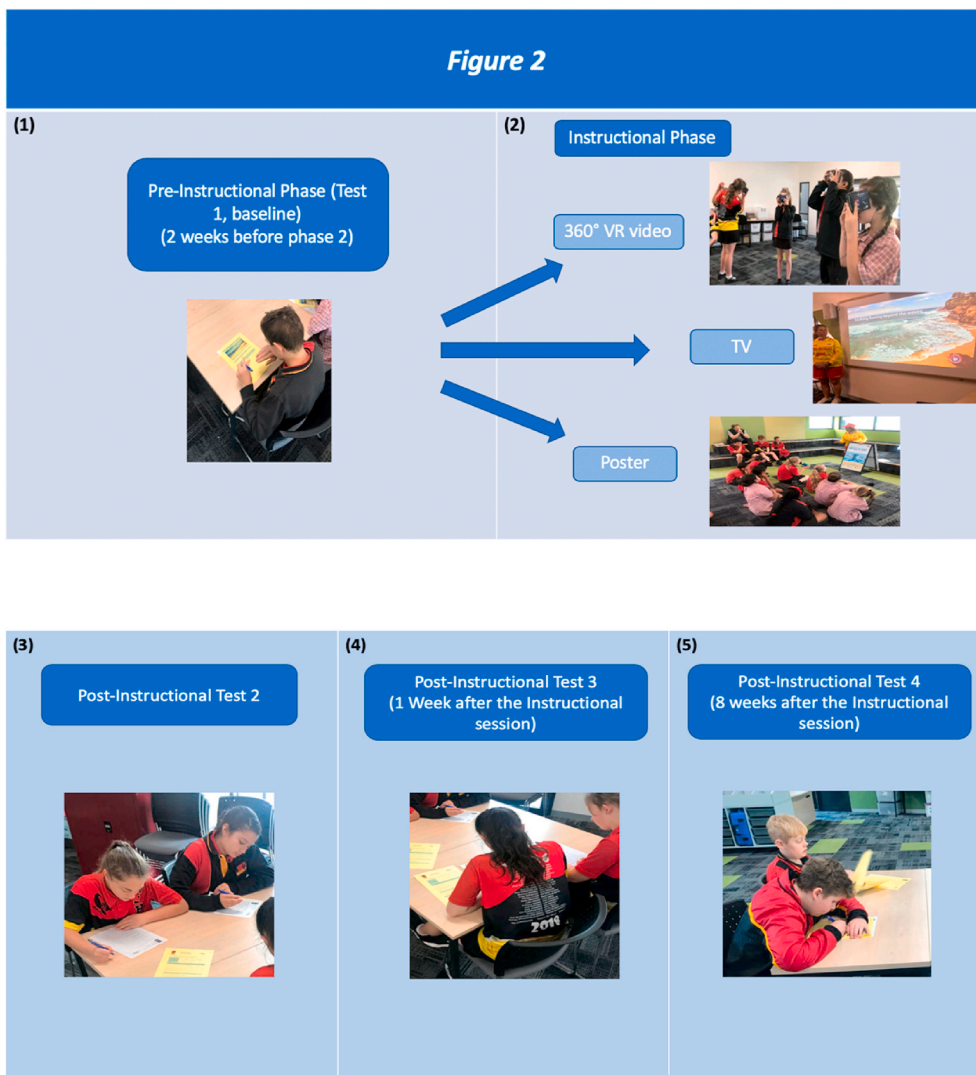 Figure 2
(1)
Pre-Instructional Phase (Test
1, baseline)
(2 weeks before phase 2)
(2)
Instructional Phase
360° VR video
TV
Poster
(3)
Post-Instructional Test 2
(4)
Post-Instructional Test 3
(1 Week after the Instructional
session)
2019
(5)
Post-Instructional Test 4
(8 weeks after the Instructional
session)